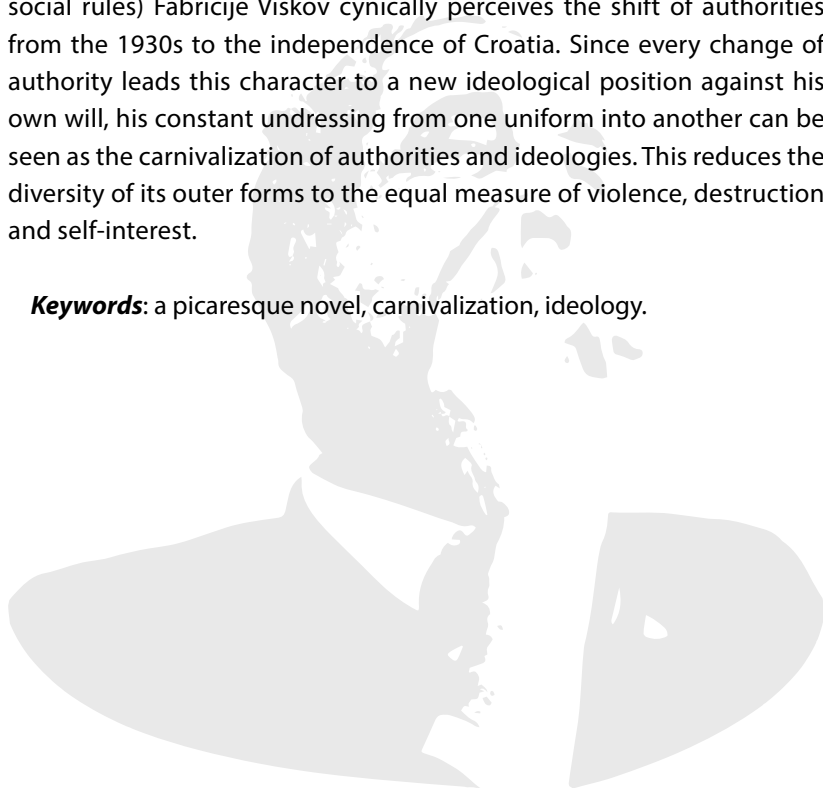 social rules) Fabricije Viskov cynically perceives the shift of authorities
from the 1930s to the independence of Croatia. Since every change of
authority leads this character to a new ideological position against his
own will, his constant undressing from one uniform into another can be
seen as the carnivalization of authorities and ideologies. This reduces the
diversity of its outer forms to the equal measure of violence, destruction
and self-interest.
Keywords: a picaresque novel, carnivalization, ideology.